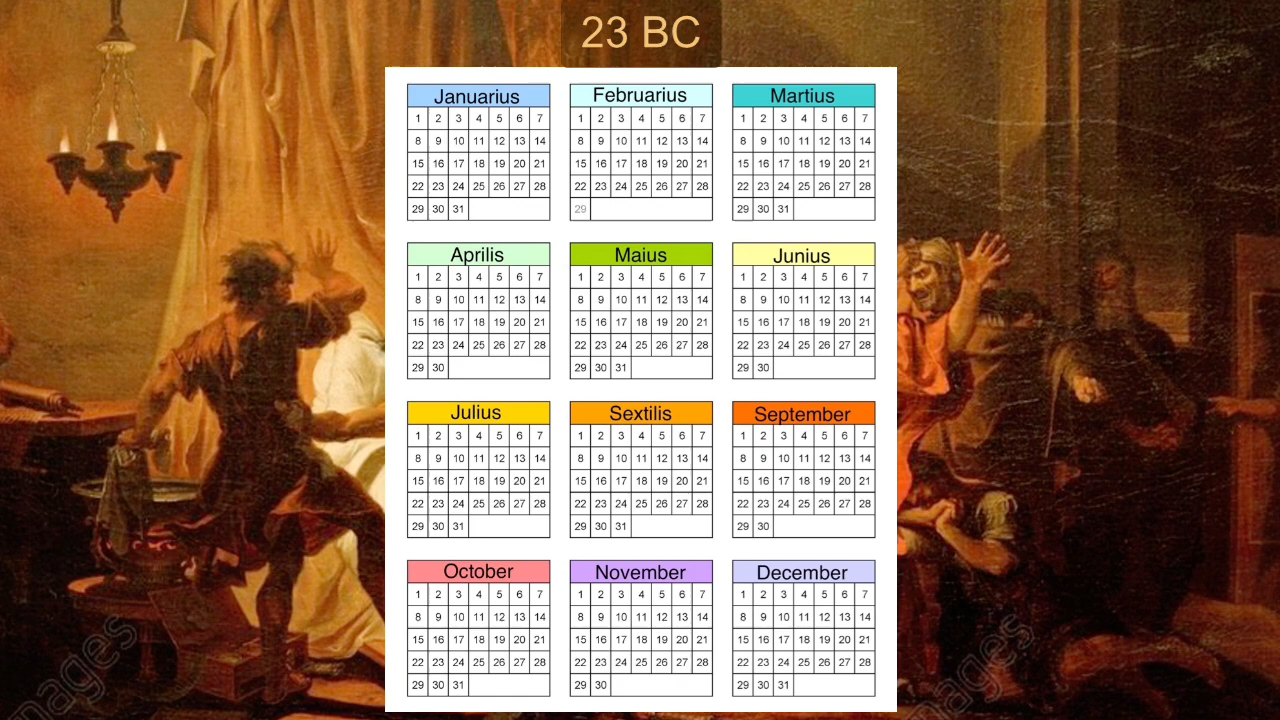 23 BC
Januarius Februarius Martius
1 2 3 4 5 6 7 1 2 3 4 5 6 7 1 2 3 4 5 6 7
8 9 10 11 12 13 14 8 9 10 11 12 13 14 8 9 10 11 12 13 14
15 16 17 18 19 20 21 15 16 17 18 19 20 21 15 16 17 18 19 20 21
22 23 24 25 26 27 28 22 23 24 25 26 27 28 22 23 24 25 26 27 28
29 30 31 29 29 30 31
Aprilis Maius Junius
1 2 3 4 5 6 7 1 2 3 4 5 6 7 1 2 3 4 5 6 7
8 9 10 11 12 13 14 8 9 10 11 12 13 14 8 9 10 11 12 13 14
15 16 17 18 19 20 21 15 16 17 18 19 20 21 15 16 17 18 19 20 21
22 23 24 25 26 27 28 22 23 24 25 26 27 28 22 23 24 25 26 27 28
29 30 29 30 31 29 30
Julius Sextilis September
1 2 3 4 5 6 7 1 2 3 4 5 6 7 1 2 3 4 5 6 7
8 9 10 11 12 13 14 8 9 10 11 12 13 14 8 9 10 11 12 13 14
15 16 17 18 19 20 21 15 16 17 18 19 20 21 15 16 17 18 19 20 21
22 23 24 25 26 27 28 22 23 24 25 26 27 28 22 23 24 25 26 27 28
29 30 31 29 30 31 29 30
October November December
1 2 3 4 5 6 7 1 2 3 4 5 6 7 1 2 3 4 5 6 7
8 9 10 11 12 13 14 8 9 10 11 12 13 14 8 9 10 11 12 13 14
15 16 17 18 19 20 21 15 16 17 18 19 20 21 15 16 17 18 19 20 21
22 23 24 25 26 27 28 22 23 24 25 26 27 28 22 23 24 25 26 27 28
29 30 31 29 30 29 30 31